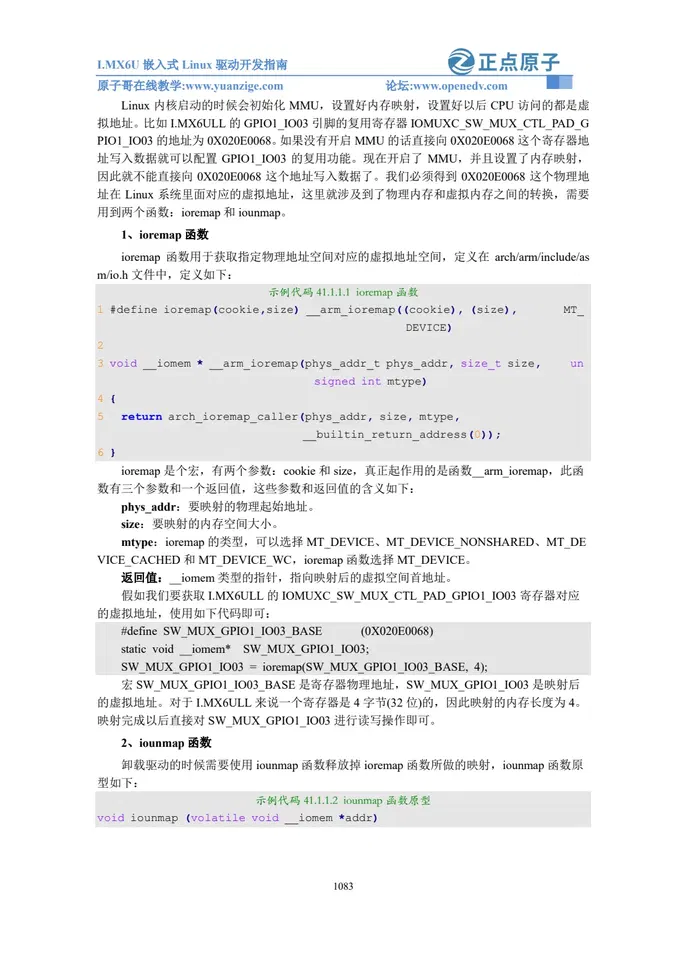 I.MX6U 嵌入式 Linux 驱动开发指南
正点原子
原子哥在线教学:www.yuanzige.com 论坛:www.openedv.com
Linux 内核启动的时候会初始化 MMU，设置好内存映射，设置好以后 CPU 访问的都是虚
拟地址。比如 I.MX6ULL 的 GPIO1_IO03 引脚的复用寄存器 IOMUXC_SW_MUX_CTL_PAD_G
PIO1_IO03 的地址为 0X020E0068。如果没有开启 MMU 的话直接向 0X020E0068 这个寄存器地
址写入数据就可以配置 GPIO1_IO03 的复用功能。现在开启了 MMU，并且设置了内存映射，
因此就不能直接向 0X020E0068 这个地址写入数据了。我们必须得到 0X020E0068 这个物理地
址在 Linux 系统里面对应的虚拟地址，这里就涉及到了物理内存和虚拟内存之间的转换，需要
用到两个函数：ioremap 和 iounmap。
1、ioremap 函数
ioremap 函数用于获取指定物理地址空间对应的虚拟地址空间，定义在 arch/arm/include/as
m/io.h 文件中，定义如下：
示例代码 41.1.1.1 ioremap 函数
1 #define ioremap(cookie,size) __arm_ioremap((cookie), (size), MT_
DEVICE)
2
3 void __iomem * __arm_ioremap(phys_addr_t phys_addr, size_t size, un
signed int mtype)
4 {
5 return arch_ioremap_caller(phys_addr, size, mtype,
__builtin_return_address(0));
6 }
ioremap 是个宏，有两个参数：cookie 和 size，真正起作用的是函数__arm_ioremap，此函
数有三个参数和一个返回值，这些参数和返回值的含义如下：
phys_addr：要映射的物理起始地址。
size：要映射的内存空间大小。
mtype：ioremap 的类型，可以选择 MT_DEVICE、MT_DEVICE_NONSHARED、MT_DE
VICE_CACHED 和 MT_DEVICE_WC，ioremap 函数选择 MT_DEVICE。
返回值：__iomem 类型的指针，指向映射后的虚拟空间首地址。
假如我们要获取 I.MX6ULL 的 IOMUXC_SW_MUX_CTL_PAD_GPIO1_IO03 寄存器对应
的虚拟地址，使用如下代码即可：
#define SW_MUX_GPIO1_IO03_BASE (0X020E0068)
static void __iomem* SW_MUX_GPIO1_IO03;
SW_MUX_GPIO1_IO03 = ioremap(SW_MUX_GPIO1_IO03_BASE, 4);
宏 SW_MUX_GPIO1_IO03_BASE 是寄存器物理地址，SW_MUX_GPIO1_IO03 是映射后
的虚拟地址。对于 I.MX6ULL 来说一个寄存器是 4 字节(32 位)的，因此映射的内存长度为 4。
映射完成以后直接对 SW_MUX_GPIO1_IO03 进行读写操作即可。
2、iounmap 函数
卸载驱动的时候需要使用 iounmap 函数释放掉 ioremap 函数所做的映射，iounmap 函数原
型如下：
示例代码 41.1.1.2 iounmap 函数原型
void iounmap (volatile void __iomem *addr)
1083